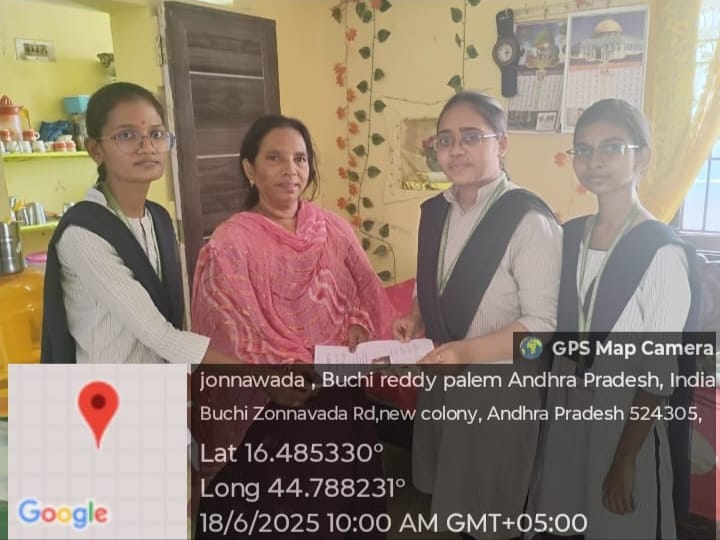 GPS Map Camera
jonnawada , Buchi reddy palem Andhra Pradesh, India
Buchi Zonnavada Rd,new colony, Andhra Pradesh 524305,
Lat 16.485330°
Long 44.788231°
18/6/2025 10:00 AM GMT+05:00
Google